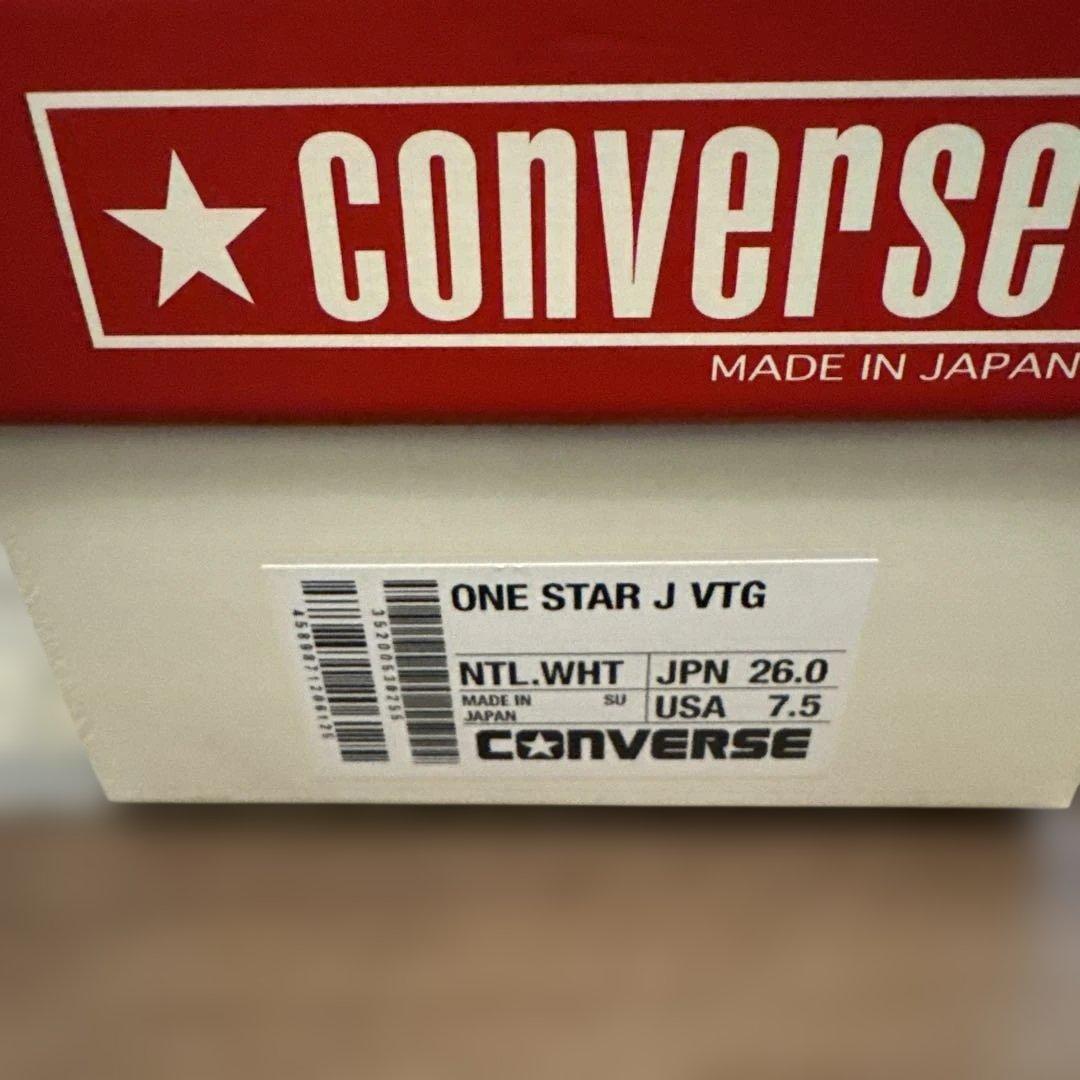 converse
MADE IN JAPAN
ONE STAR J VTG
NTL.WHT JPN 26.0
MADE IN JAPAN SU USA 7.5
CONVERSE